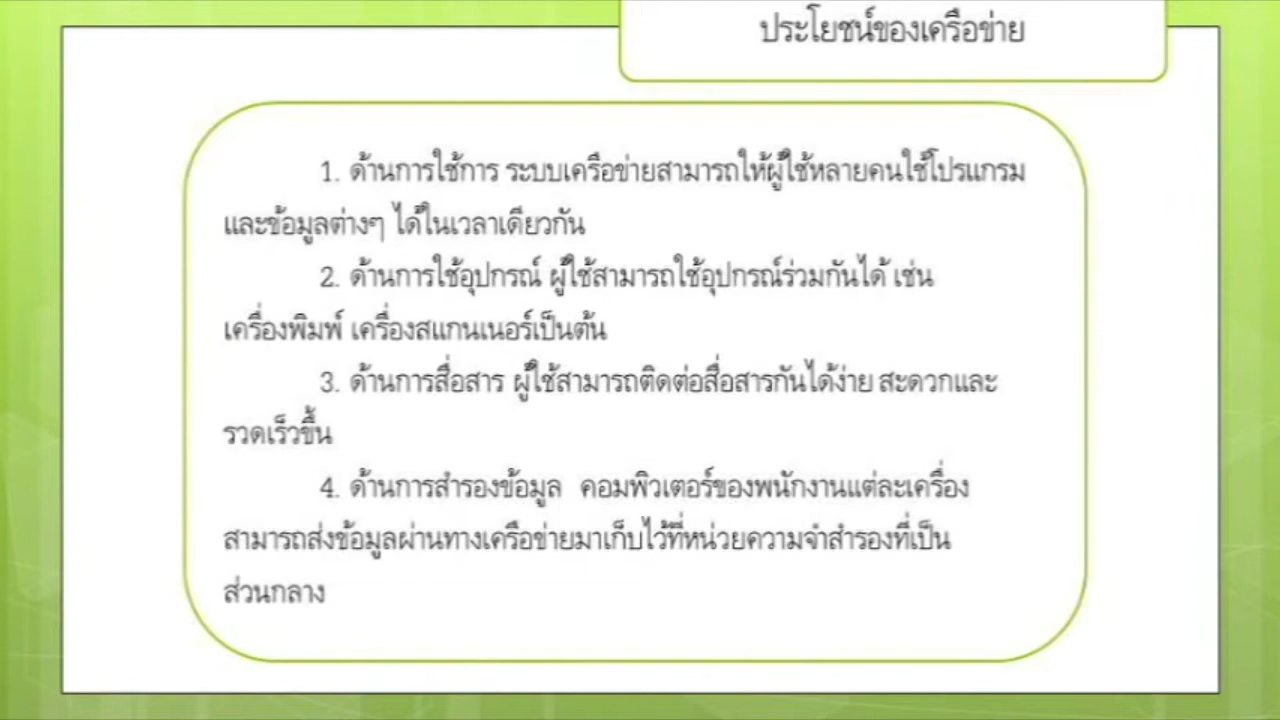 ประโยชน์ของเครือข่าย
1. ด้านการใช้การ ระบบเครือข่ายสามารถให้ผู้ใช้หลายคนใช้โปรแกรม
และข้อมูลต่างๆ ได้ในเวลาเดียวกัน
2. ด้านการใช้อุปกรณ์ ผู้ใช้สามารถใช้อุปกรณ์ร่วมกันได้ เช่น
เครื่องพิมพ์ เครื่องสแกนเนอร์เป็นต้น
3. ด้านการสื่อสาร ผู้ใช้สามารถติดต่อสื่อสารกันได้ง่าย สะดวกและ
รวดเร็วขึ้น
4. ด้านการสำรองข้อมูล คอมพิวเตอร์ของพนักงานแต่ละเครื่อง
สามารถส่งข้อมูลผ่านทางเครือข่ายมาเก็บไว้ที่หน่วยความจำสำรองที่เป็น
ส่วนกลาง